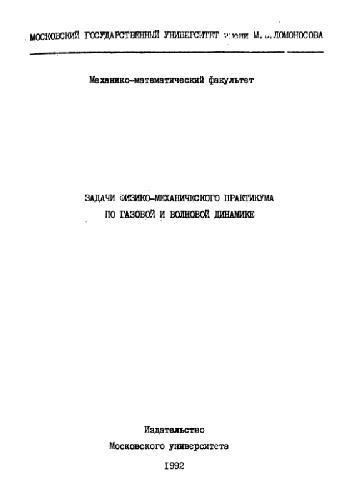 МОСКОВСКИЙ ГОСУДАРСТВЕННЫЙ УНИВЕРСИТЕТ имени М.В.ЛОМОНОСОВА
Механико-математический факультет
ЗАДАЧИ ФИЗИКО-МЕХАНИЧЕСКОГО ПРАКТИКУМА
ПО ГАЗОВОЙ И ВОЛНОВОЙ ДИНАМИКЕ
Издательство
Московского университета
1992